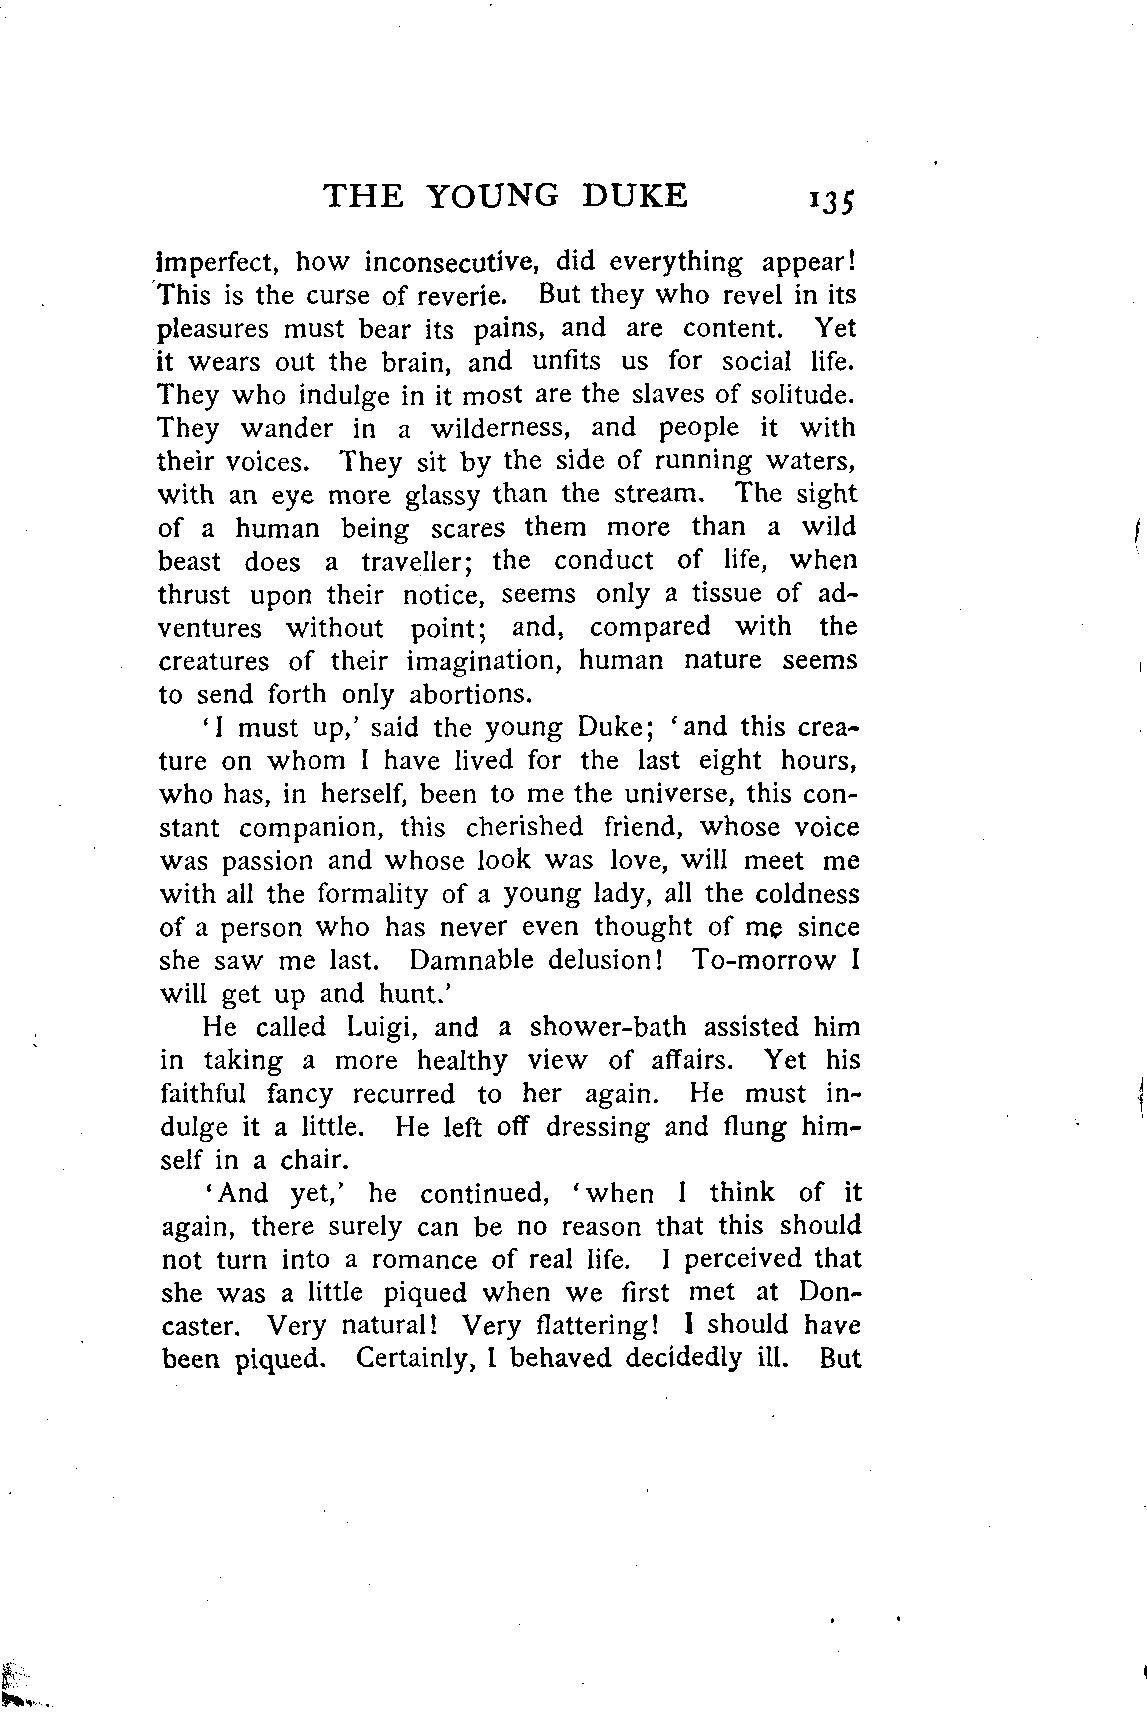 THE YOUNG DUKE 135
imperfect, how inconsecutive, did everything appear!
This is the curse of reverie. But they who revel in its
pleasures must bear its pains, and are content. Yet
it wears out the brain, and unfits us for social life.
They who indulge in it most are the slaves of solitude.
They wander in a wilderness, and people it with
their voices. They sit by the side of running waters,
with an eye more glassy than the stream. The sight
of a human being scares them more than a wild
beast does a traveller; the conduct of life, when
thrust upon their notice, seems only a tissue of ad-
ventures without point; and, compared with the
creatures of their imagination, human nature seems
to send forth only abortions.
‘I must up,’ said the young Duke; ‘and this crea-
ture on whom I have lived for the last eight hours,
who has, in herself, been to me the universe, this con-
stant companion, this cherished friend, whose voice
was passion and whose look was love, will meet me
with all the formality of a young lady, all the coldness
of a person who has never even thought of me since
she saw me last. Damnable delusion! To-morrow I
will get up and hunt.’
He called Luigi, and a shower-bath assisted him
in taking a more healthy view of affairs. Yet his
faithful fancy recurred to her again. He must in-
dulge it a little. He left off dressing and flung him-
self in a chair.
‘And yet,’ he continued, ‘when I think of it
again, there surely can be no reason that this should
not turn into a romance of real life. I perceived that
she was a little piqued when we first met at Don-
caster. Very natural! Very flattering! I should have
been piqued. Certainly, I behaved decidedly ill. But